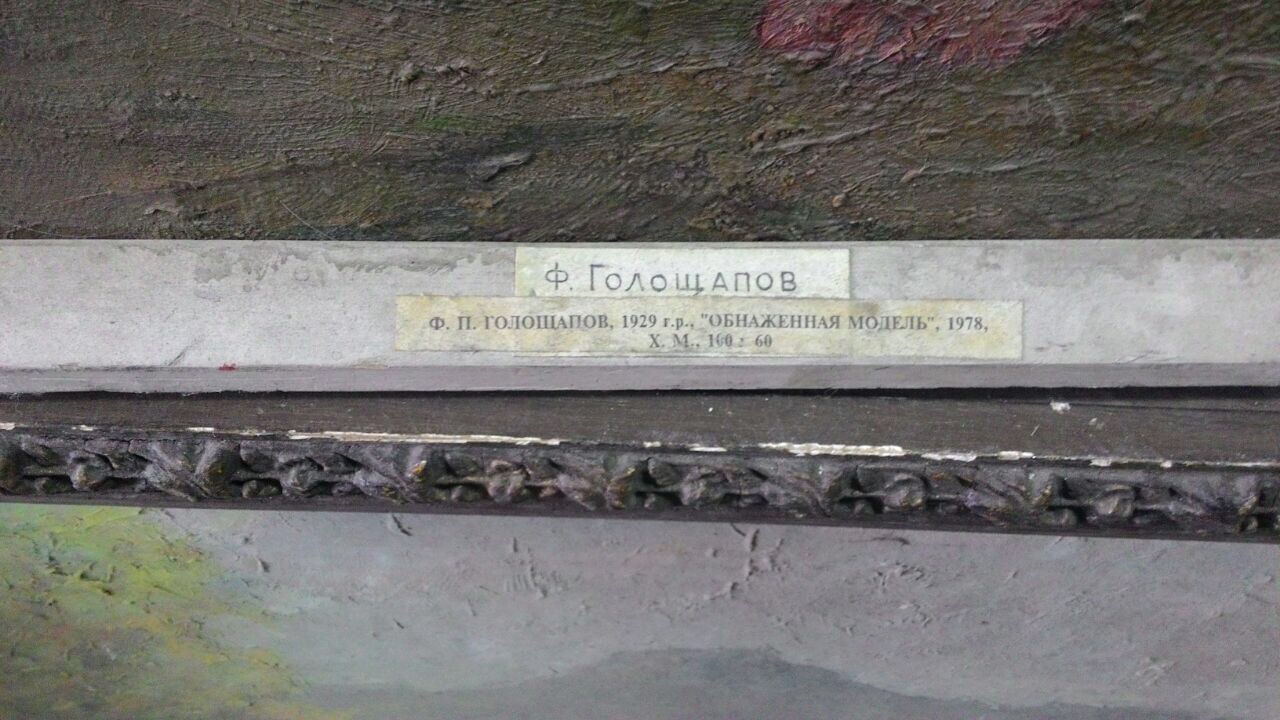 Ф. Голощапов
Ф. П. ГОЛОЩАПОВ, 1929 г.р., "ОБНАЖЕННАЯ МОДЕЛЬ", 1978,
Х. М., 100 : 60